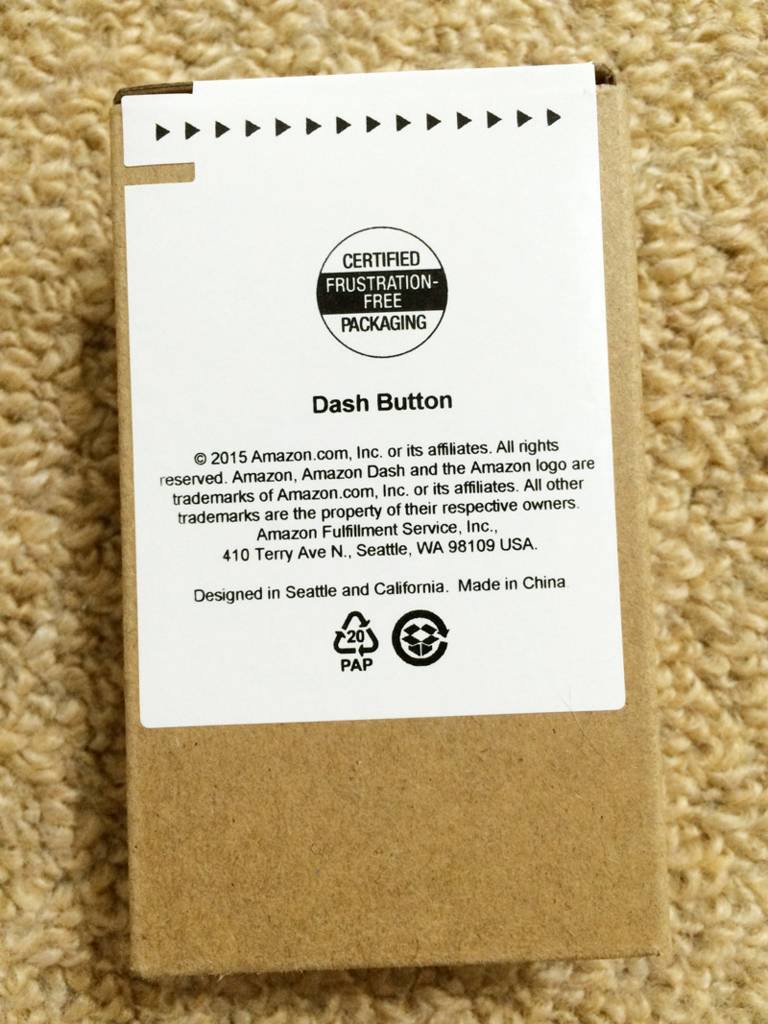 CERTIFIED
FRUSTRATION-
FREE
PACKAGING
Dash Button
© 2015 Amazon.com, Inc. or its affiliates. All rights
reserved. Amazon, Amazon Dash and the Amazon logo are
trademarks of Amazon.com, Inc. or its affiliates. All other
trademarks are the property of their respective owners.
Amazon Fulfillment Service, Inc.,
410 Terry Ave N., Seattle, WA 98109 USA.
Designed in Seattle and California. Made in China
20
PAP